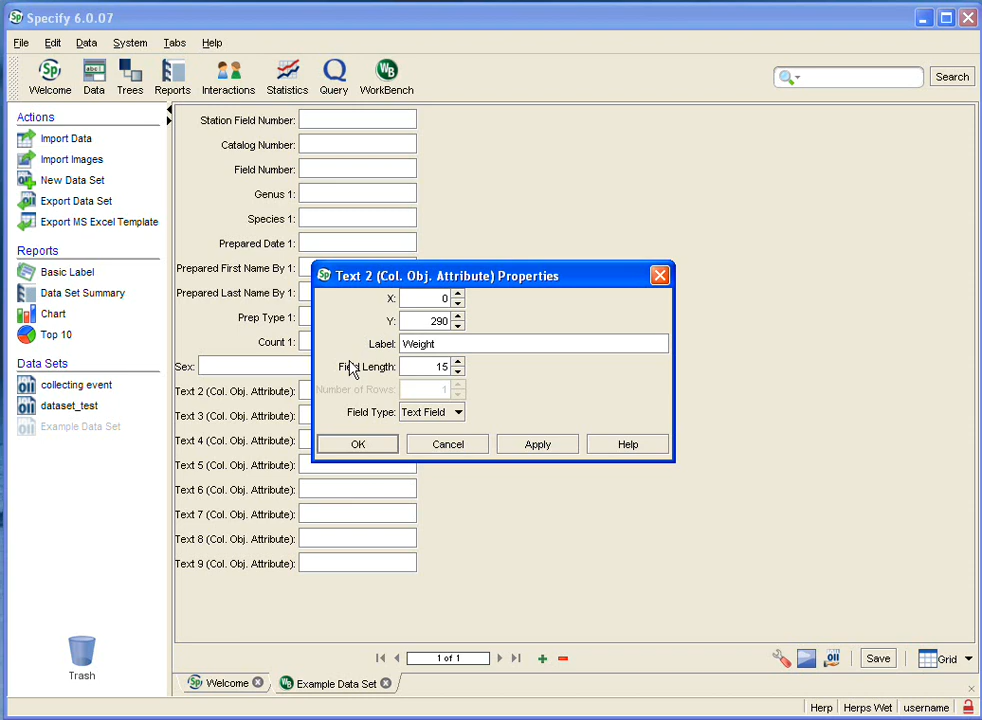 Specify 6.0.07
File Edit Data System Tabs Help
Welcome Data Trees Reports Interactions Statistics Query WorkBench Search
Actions
Import Data
Import Images
New Data Set
Export Data Set
Export MS Excel Template
Reports
Basic Label
Data Set Summary
Chart
Top 10
Data Sets
collecting event
dataset_test
Example Data Set
Trash
Station Field Number:
Catalog Number:
Field Number:
Genus 1:
Species 1:
Prepared Date 1:
Prepared First Name By 1:
Prepared Last Name By 1:
Prep Type 1:
Count 1:
Sex:
Text 2 (Col. Obj. Attribute):
Text 3 (Col. Obj. Attribute):
Text 4 (Col. Obj. Attribute):
Text 5 (Col. Obj. Attribute):
Text 6 (Col. Obj. Attribute):
Text 7 (Col. Obj. Attribute):
Text 8 (Col. Obj. Attribute):
Text 9 (Col. Obj. Attribute):
Text 2 (Col. Obj. Attribute) Properties
X: 0
Y: 290
Label: Weight
Field Length: 15
Number of Rows: 1
Field Type: Text Field
OK Cancel Apply Help
1 of 1 Save Grid
Welcome Example Data Set
Herp Herps Wet username